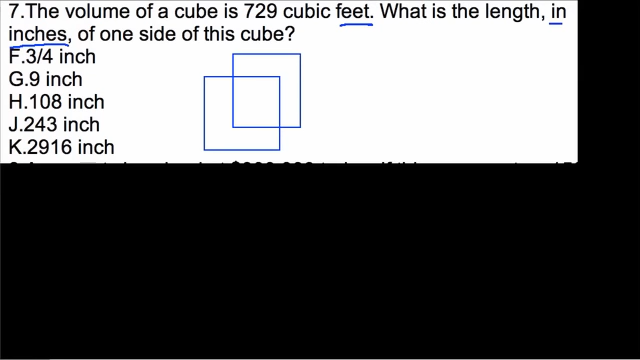 7.The volume of a cube is 729 cubic feet. What is the length, in
inches, of one side of this cube?
F.3/4 inch
G.9 inch
H.108 inch
J.243 inch
K.2916 inch